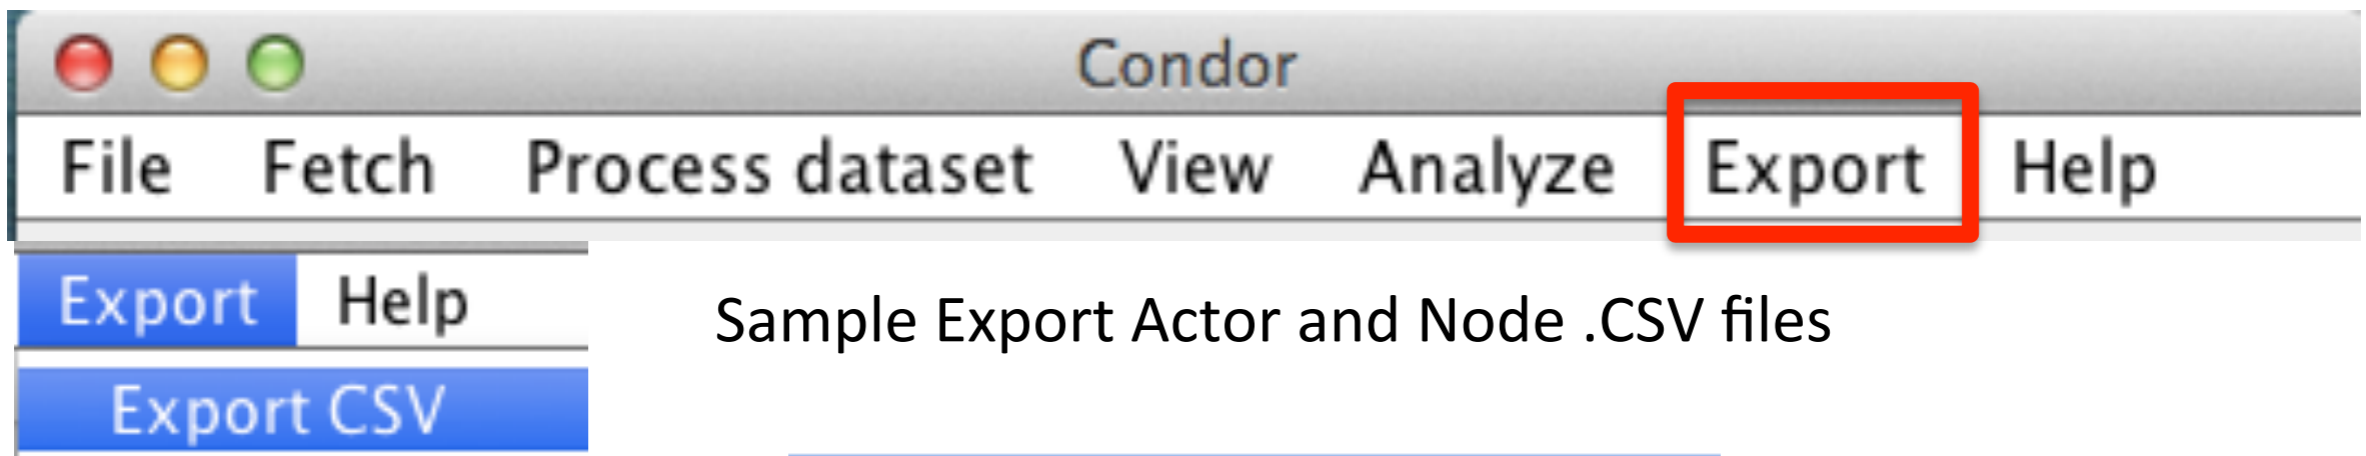 Condor
File Fetch Process dataset View Analyze Export Help
Export Help
Export CSV
Sample Export Actor and Node .CSV files